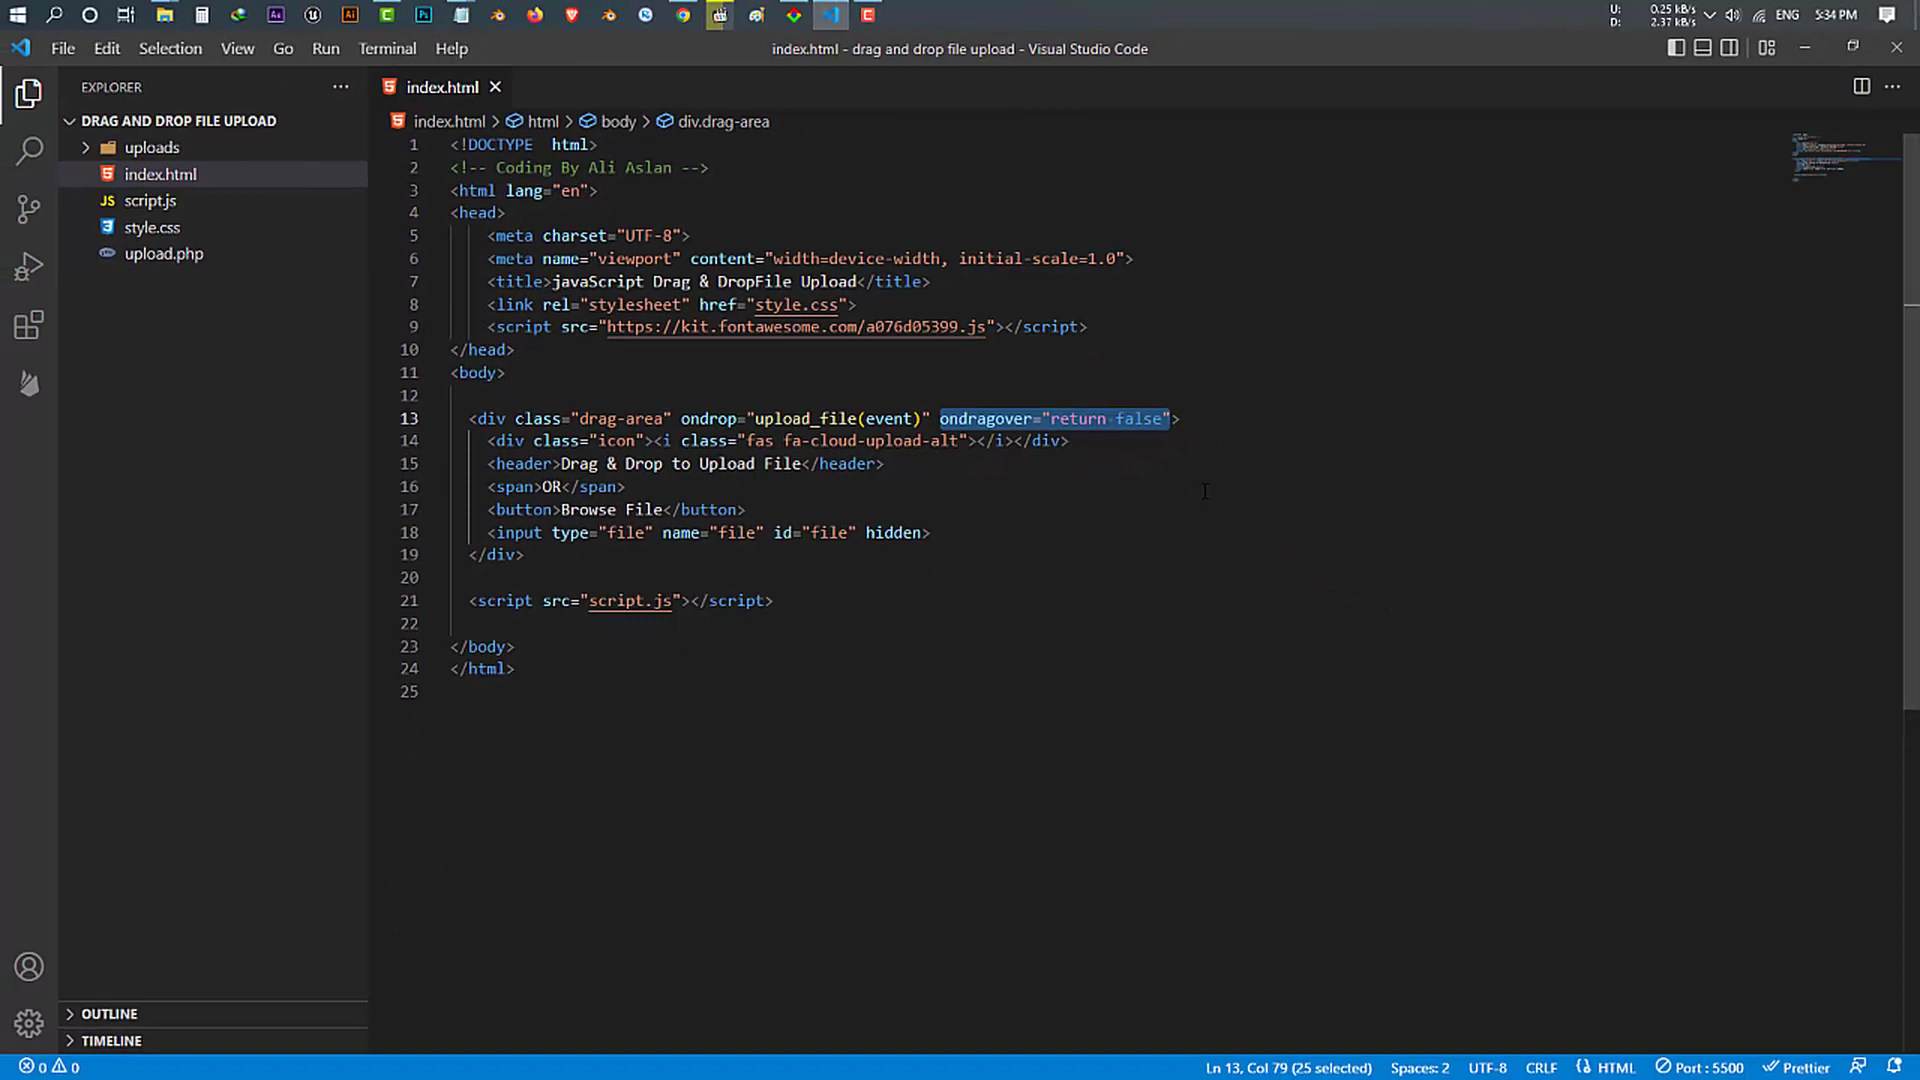 U: 0.25 kB/s
D: 2.37 kB/s
ENG 5:34 PM
File Edit Selection View Go Run Terminal Help
index.html - drag and drop file upload - Visual Studio Code
EXPLORER
index.html
DRAG AND DROP FILE UPLOAD
uploads
index.html
JS script.js
style.css
upload.php
OUTLINE
TIMELINE
index.html > html > body > div.drag-area
1 <!DOCTYPE  html>
2 <!-- Coding By Ali Aslan -->
3 <html lang="en">
4 <head>
5     <meta charset="UTF-8">
6     <meta name="viewport" content="width=device-width, initial-scale=1.0">
7     <title>javaScript Drag & DropFile Upload</title>
8     <link rel="stylesheet" href="style.css">
9     <script src="https://kit.fontawesome.com/a076d05399.js"></script>
10 </head>
11 <body>
12
13   <div class="drag-area" ondrop="upload_file(event)" ondragover="return false">
14     <div class="icon"><i class="fas fa-cloud-upload-alt"></i></div>
15     <header>Drag & Drop to Upload File</header>
16     <span>OR</span>
17     <button>Browse File</button>
18     <input type="file" name="file" id="file" hidden>
19   </div>
20
21   <script src="script.js"></script>
22
23 </body>
24 </html>
25
0 0
Ln 13, Col 79 (25 selected) Spaces: 2 UTF-8 CRLF HTML Port : 5500 Prettier